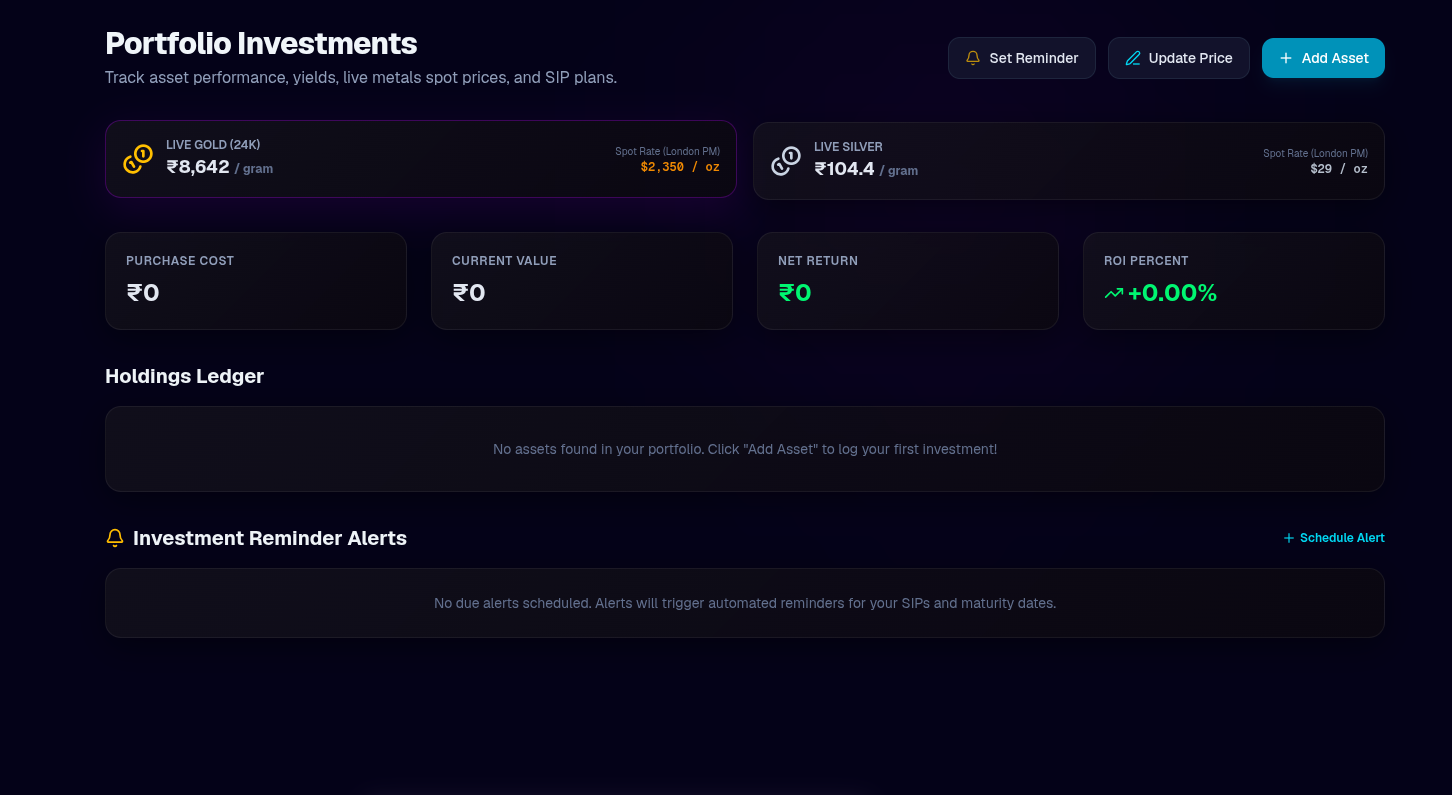 Portfolio Investments
Track asset performance, yields, live metals spot prices, and SIP plans.
Set Reminder
Update Price
Add Asset
LIVE GOLD (24K)
₹8,642 / gram
Spot Rate (London PM)
$2,350 / oz
LIVE SILVER
₹104.4 / gram
Spot Rate (London PM)
$29 / oz
PURCHASE COST
₹0
CURRENT VALUE
₹0
NET RETURN
₹0
ROI PERCENT
+0.00%
Holdings Ledger
No assets found in your portfolio. Click "Add Asset" to log your first investment!
Investment Reminder Alerts
Schedule Alert
No due alerts scheduled. Alerts will trigger automated reminders for your SIPs and maturity dates.